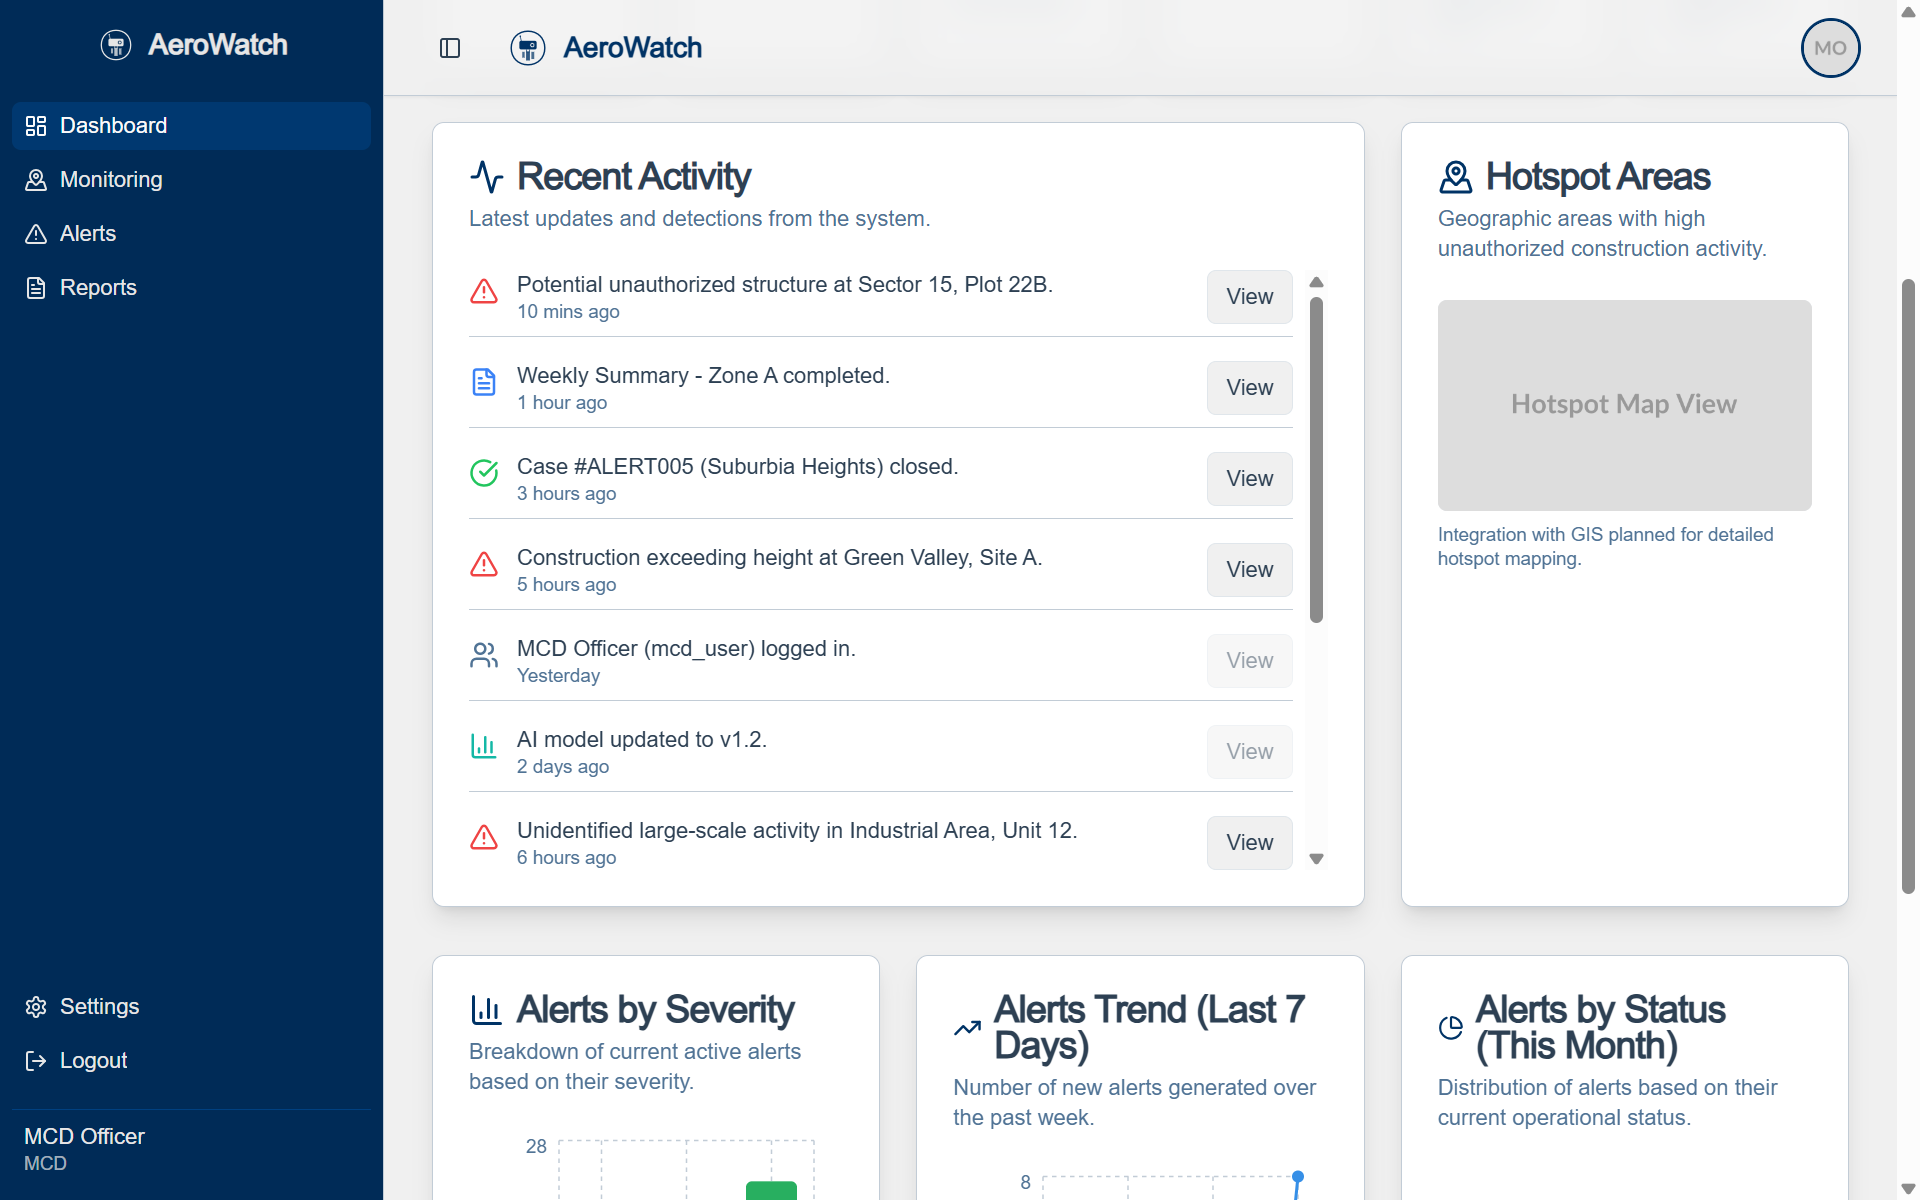 AeroWatch
Dashboard
Monitoring
Alerts
Reports
Settings
Logout
MCD Officer
MCD
AeroWatch
MO
Recent Activity
Latest updates and detections from the system.
Potential unauthorized structure at Sector 15, Plot 22B.
10 mins ago
View
Weekly Summary - Zone A completed.
1 hour ago
View
Case #ALERT005 (Suburbia Heights) closed.
3 hours ago
View
Construction exceeding height at Green Valley, Site A.
5 hours ago
View
MCD Officer (mcd_user) logged in.
Yesterday
View
AI model updated to v1.2.
2 days ago
View
Unidentified large-scale activity in Industrial Area, Unit 12.
6 hours ago
View
Hotspot Areas
Geographic areas with high
unauthorized construction activity.
Hotspot Map View
Integration with GIS planned for detailed
hotspot mapping.
Alerts by Severity
Breakdown of current active alerts
based on their severity.
28
Alerts Trend (Last 7
Days)
Number of new alerts generated over
the past week.
8
Alerts by Status
(This Month)
Distribution of alerts based on their
current operational status.